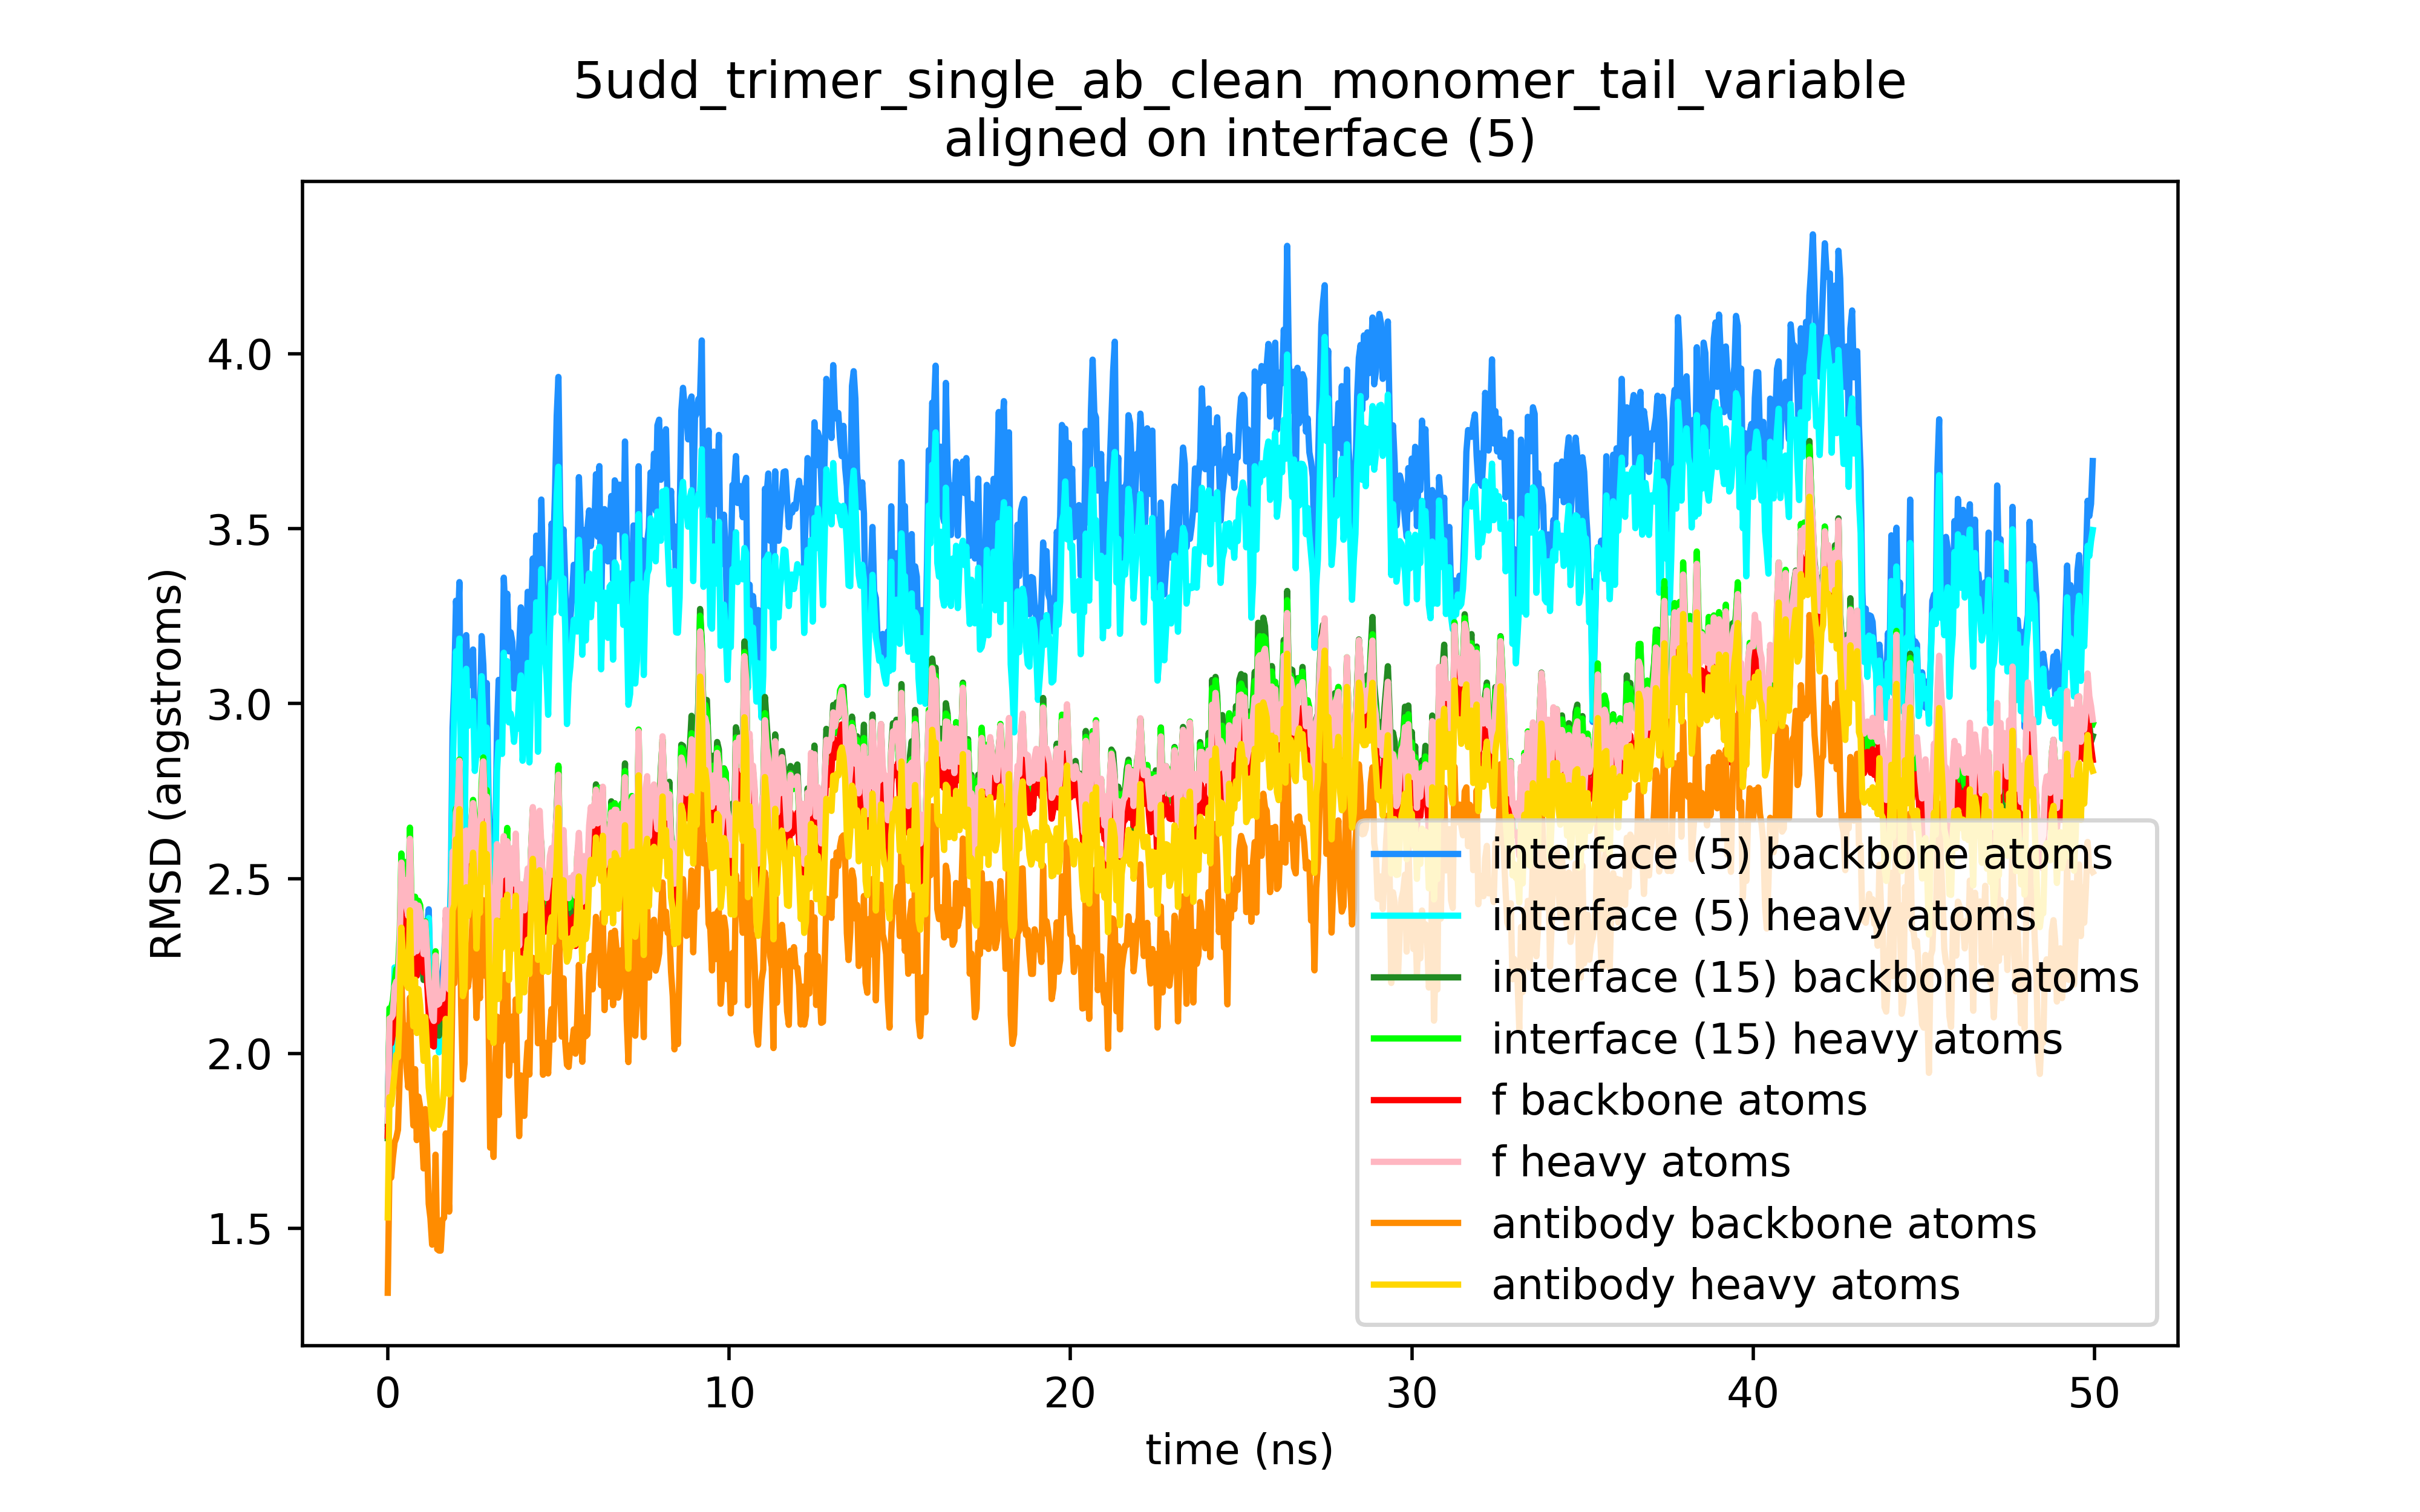 5udd_trimer_single_ab_clean_monomer_tail_variable
aligned on interface (5)
RMSD (angstroms)
4.0
3.5
3.0
2.5
2.0
1.5
interface (5) backbone atoms
interface (5) heavy atoms
interface (15) backbone atoms
interface (15) heavy atoms
f backbone atoms
f heavy atoms
antibody backbone atoms
antibody heavy atoms
0 10 20 30 40 50
time (ns)